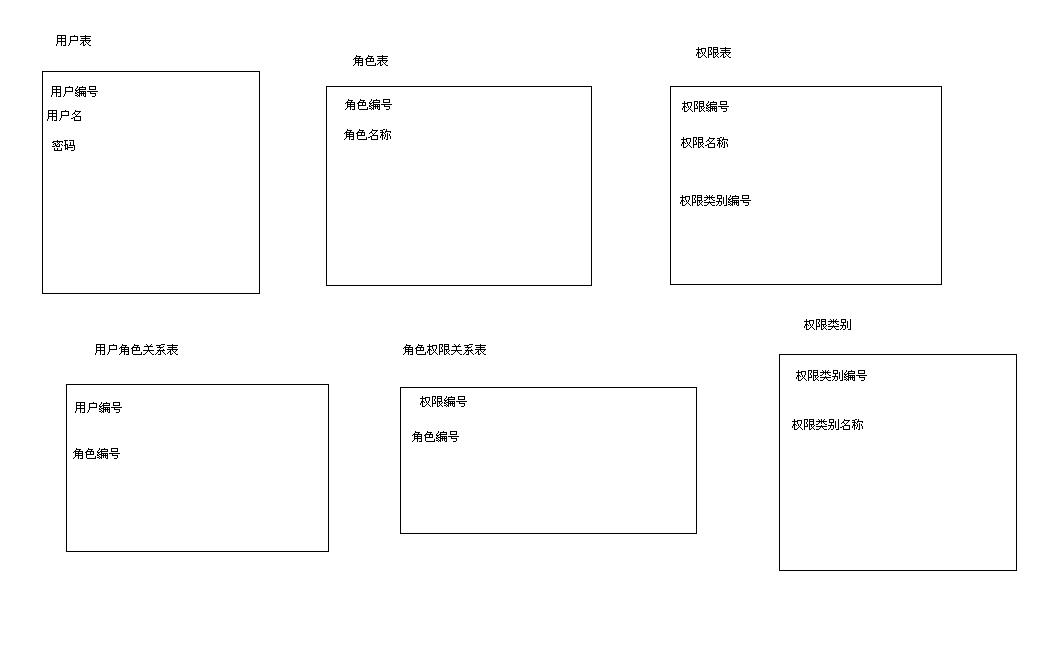 用户表
用户编号
用户名
密码
角色表
角色编号
角色名称
权限表
权限编号
权限名称
权限类别编号
用户角色关系表
用户编号
角色编号
角色权限关系表
权限编号
角色编号
权限类别
权限类别编号
权限类别名称